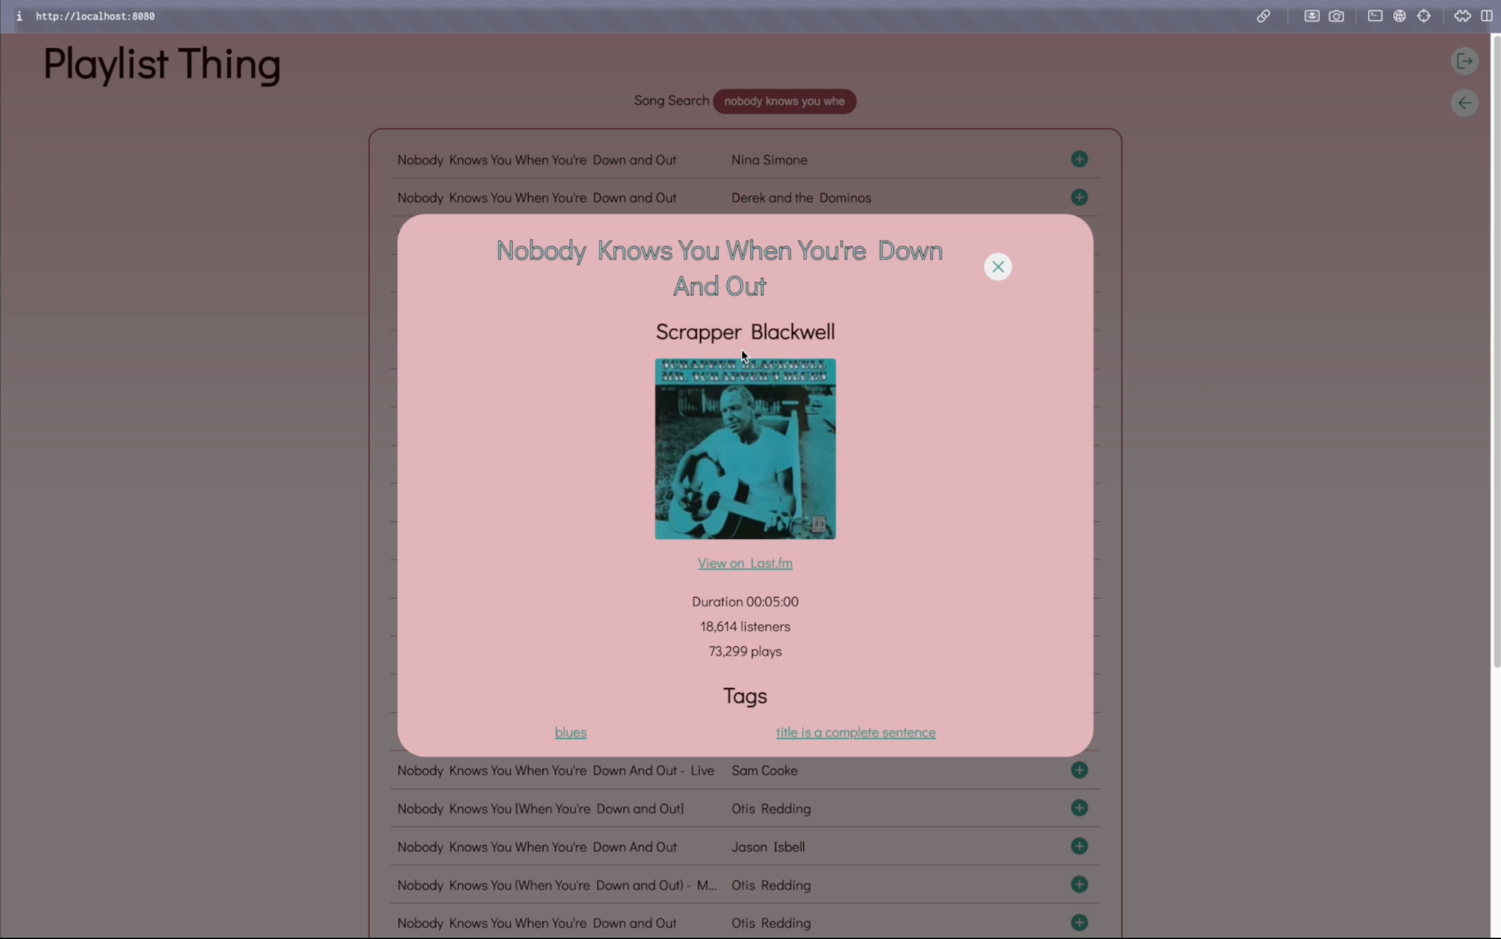 http://localhost:8080
Playlist Thing
Song Search nobody knows you whe
Nobody Knows You When You're Down and Out Nina Simone
Nobody Knows You When You're Down and Out Derek and the Dominos
Nobody Knows You When You're Down
And Out
Scrapper Blackwell
SCRAPPER BLACKWELL
MR. SCRAPPER'S BLUES
View on Last.fm
Duration 00:05:00
18,614 listeners
73,299 plays
Tags
blues title is a complete sentence
Nobody Knows You When You're Down And Out - Live Sam Cooke
Nobody Knows You [When You're Down and Out] Otis Redding
Nobody Knows You When You're Down And Out Jason Isbell
Nobody Knows You (When You're Down and Out) - M... Otis Redding
Nobody Knows You When You're Down and Out Otis Redding